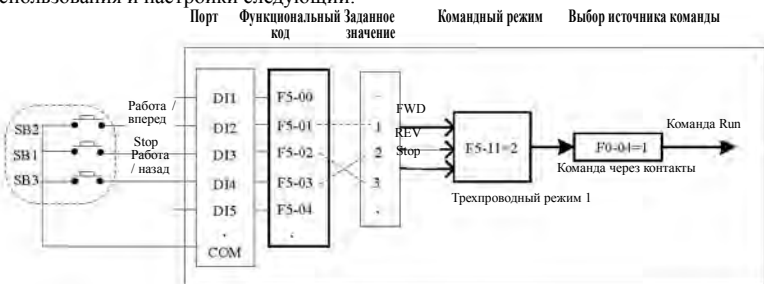 использования и настройки следующий:
Порт Функциональный код Заданное значение Командный режим Выбор источника команды
SB2
SB1
SB3
Работа / вперед
Stop
Работа / назад
DI1
DI2
DI3
DI4
DI5
.
COM
F5-00
F5-01
F5-02
F5-03
F5-04
.
1
2
3
.
FWD
REV
Stop
F5-11=2
Трехпроводный режим 1
F0-04=1
Команда через контакты
Команда Run